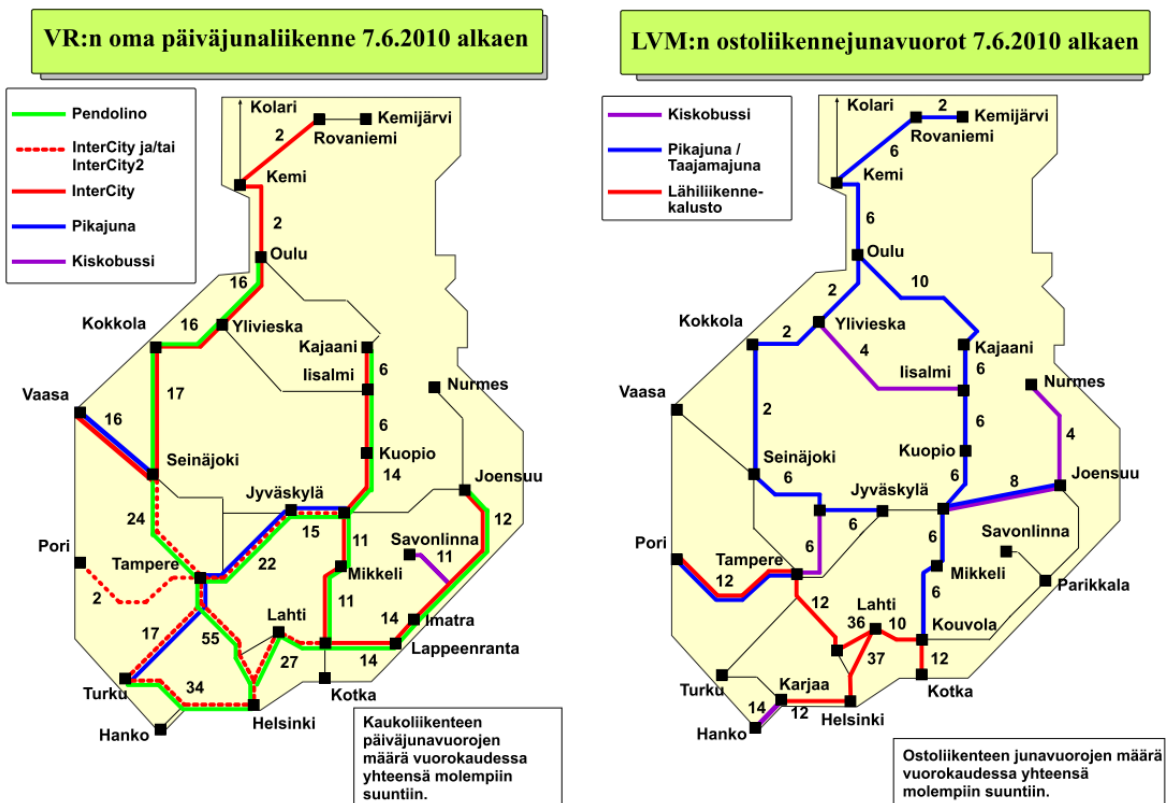 VR:n oma päiväjunaliikenne 7.6.2010 alkaen
Pendolino
InterCity ja/tai
InterCity2
InterCity
Pikajuna
Kiskobussi
Kolari
Kemijärvi
2
Rovaniemi
Kemi
2
Oulu
16
16
Kokkola
Ylivieska
Kajaani
6
Iisalmi
17
Nurmes
Vaasa
16
6
Kuopio
Seinäjoki
14
Joensuu
Jyväskylä
24
15
12
11
Savonlinna
11
Pori
22
Tampere
Mikkeli
2
11
Lahti
14
Imatra
17
55
27
Lappeenranta
14
34
Turku
Kotka
Helsinki
Hanko
Kaukoliikenteen
päiväjunavuorojen
määrä vuorokaudessa
yhteensä molempiin
suuntiin.
LVM:n ostoliikennejunavuorot 7.6.2010 alkaen
Kiskobussi
Pikajuna /
Taajamajuna
Lähiliikenne-
kalusto
Kolari
2
Kemijärvi
Rovaniemi
6
Kemi
6
Oulu
2
10
Kokkola
2
Ylivieska
4
Kajaani
Iisalmi
6
Nurmes
Vaasa
2
6
Kuopio
4
Seinäjoki
6
6
Joensuu
Jyväskylä
8
6
Savonlinna
6
6
Pori
Tampere
12
Mikkeli
Parikkala
6
12
Lahti
36
10
Kouvola
37
12
Turku
Karjaa
Kotka
14
12
Helsinki
Hanko
Ostoliikenteen junavuorojen määrä
vuorokaudessa yhteensä
molempiin suuntiin.